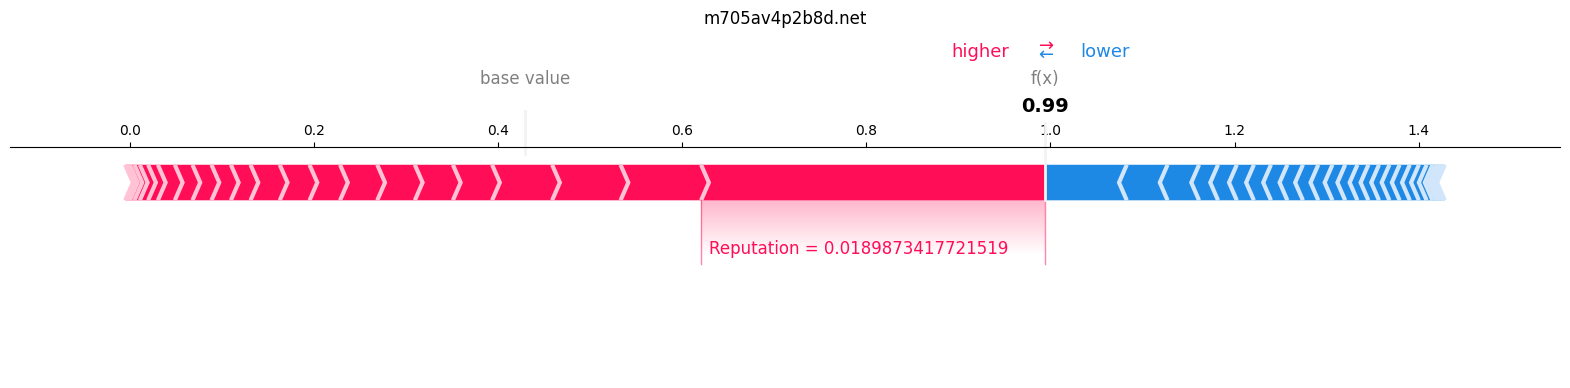 m705av4p2b8d.net
higher ⇄ lower
base value f(x)
0.99
0.0 0.2 0.4 0.6 0.8 1.0 1.2 1.4
Reputation = 0.0189873417721519